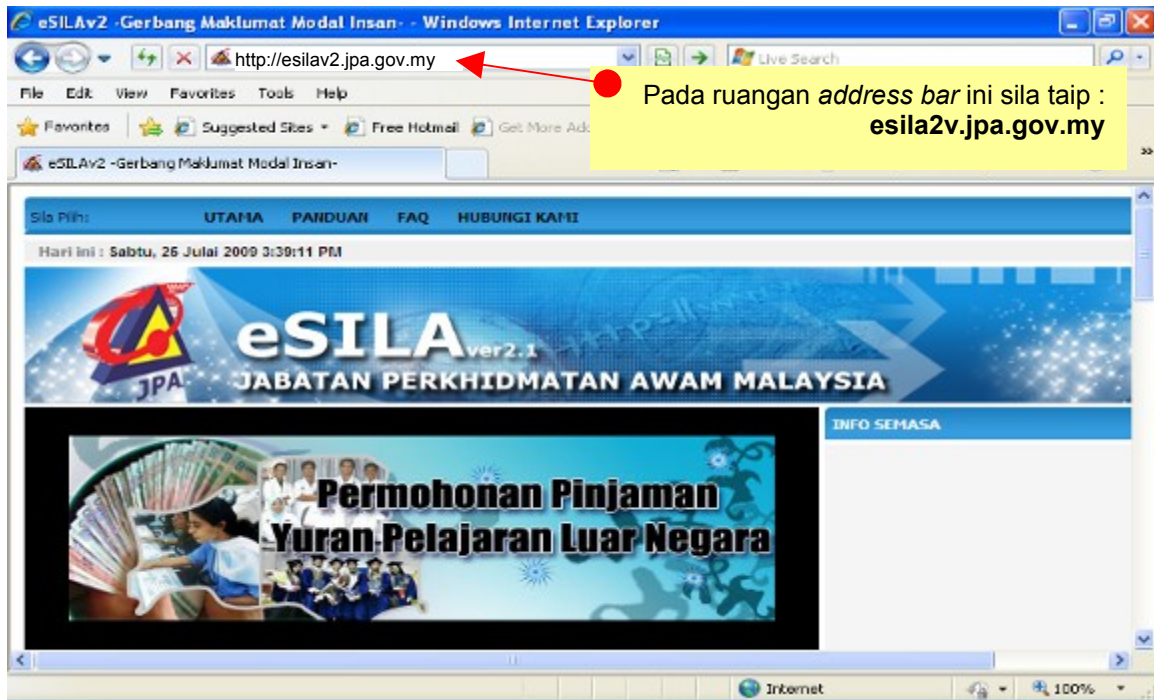 eSILAv2 -Gerbang Maklumat Modal Insan- - Windows Internet Explorer
http://esilav2.jpa.gov.my
Live Search
File Edit View Favorites Tools Help
Pada ruangan address bar ini sila taip :
esila2v.jpa.gov.my
Favorites Suggested Sites Free Hotmail Get More
eSILAv2 -Gerbang Maklumat Modal Insan-
Sila Pilih: UTAMA PANDUAN FAQ HUBUNGI KAMI
Hari ini : Sabtu, 25 Julai 2009 3:39:11 PM
eSILA ver2.1
JPA
JABATAN PERKHIDMATAN AWAM MALAYSIA
INFO SEMASA
Permohonan Pinjaman
Yuran Pelajaran Luar Negara
Internet 100%